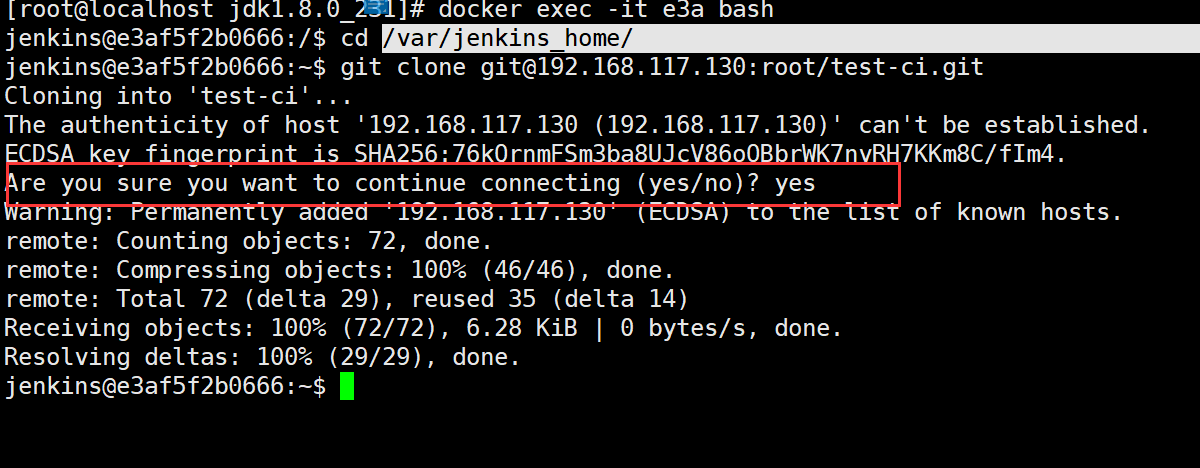 [root@localhost jdk1.8.0_231]# docker exec -it e3a bash
jenkins@e3af5f2b0666:/$ cd /var/jenkins_home/
jenkins@e3af5f2b0666:~$ git clone git@192.168.117.130:root/test-ci.git
Cloning into 'test-ci'...
The authenticity of host '192.168.117.130 (192.168.117.130)' can't be established.
ECDSA key fingerprint is
Are you sure you want to continue connecting (yes/no)? yes
Warning: Permanently added '192.168.117.130' (ECDSA) to the list of known hosts.
remote: Counting objects: 72, done.
remote: Compressing objects: 100% (46/46), done.
remote: Total 72 (delta 29), reused 35 (delta 14)
Receiving objects: 100% (72/72), 6.28 KiB | 0 bytes/s, done.
Resolving deltas: 100% (29/29), done.
jenkins@e3af5f2b0666:~$